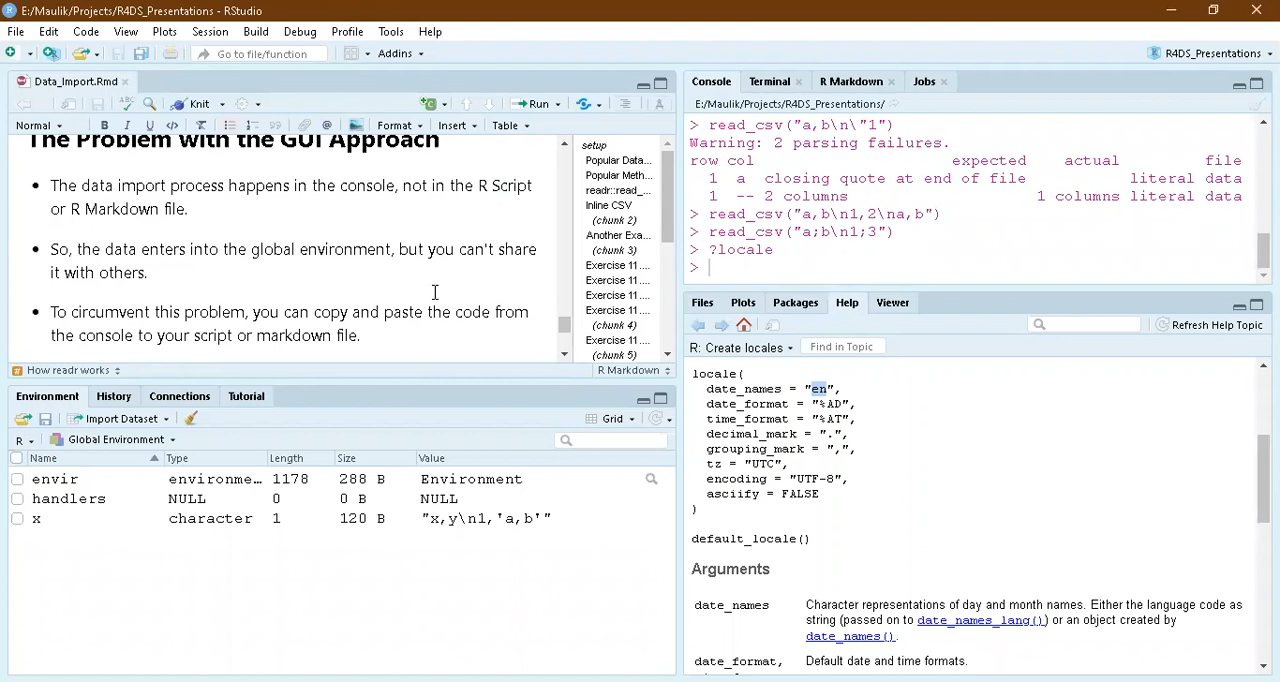 E:/Maulik/Projects/R4DS_Presentations - RStudio
File Edit Code View Plots Session Build Debug Profile Tools Help
Go to file/function Addins R4DS_Presentations
Data_Import.Rmd
Knit Run
Normal B I U Format Insert Table
The Problem with the GUI Approach
• The data import process happens in the console, not in the R Script
or R Markdown file.
• So, the data enters into the global environment, but you can't share
it with others.
• To circumvent this problem, you can copy and paste the code from
the console to your script or markdown file.
setup
Popular Data...
Popular Met...
readr::read_...
Inline CSV
(chunk 2)
Another Exa...
(chunk 3)
Exercise 11....
Exercise 11....
Exercise 11....
Exercise 11....
(chunk 4)
Exercise 11....
(chunk 5)
How readr works R Markdown
Environment History Connections Tutorial
Import Dataset Grid
R Global Environment
Name Type Length Size Value
envir environme... 1178 288 B Environment
handlers NULL 0 0 B NULL
x character 1 120 B "x,y\n1,'a,b'"
Console Terminal R Markdown Jobs
E:/Maulik/Projects/R4DS_Presentations/
> read_csv("a,b\n\"1")
Warning: 2 parsing failures.
row col expected actual file
1 a closing quote at end of file literal data
1 -- 2 columns 1 columns literal data
> read_csv("a,b\n1,2\na,b")
> read_csv("a;b\n1;3")
> ?locale
>
Files Plots Packages Help Viewer
Refresh Help Topic
R: Create locales Find in Topic
locale(
date_names = "en",
date_format = "%AD",
time_format = "%AT",
decimal_mark = ".",
grouping_mark = ",",
tz = "UTC",
encoding = "UTF-8",
asciify = FALSE
)
default_locale()
Arguments
date_names Character representations of day and month names. Either the language code as
string (passed on to date_names_lang()) or an object created by
date_names().
date_format, Default date and time formats.